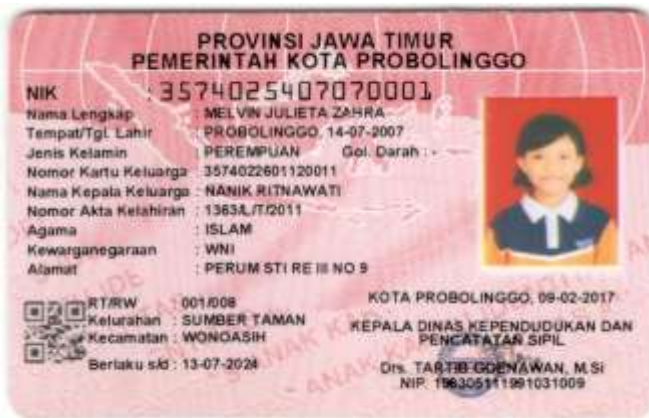 PROVINSI JAWA TIMUR
PEMERINTAH KOTA PROBOLINGGO
NIK : 3574025407070001
Nama Lengkap : MELVIN JULIETA ZAHRA
Tempat/Tgl. Lahir : PROBOLINGGO, 14-07-2007
Jenis Kelamin : PEREMPUAN Gol. Darah : -
Nomor Kartu Keluarga : 3574022601120011
Nama Kepala Keluarga : NANIK RITNAWATI
Nomor Akta Kelahiran : 1363/L/T/2011
Agama : ISLAM
Kewarganegaraan : WNI
Alamat : PERUM STI RE III NO 9
RT/RW : 001/008
Kelurahan : SUMBER TAMAN
Kecamatan : WONOASIH
Berlaku s/d : 13-07-2024
KOTA PROBOLINGGO, 09-02-2017
KEPALA DINAS KEPENDUDUKAN DAN
PENCATATAN SIPIL
Drs. TARTIB GOENAWAN, M.Si
NIP. 196305111991031009